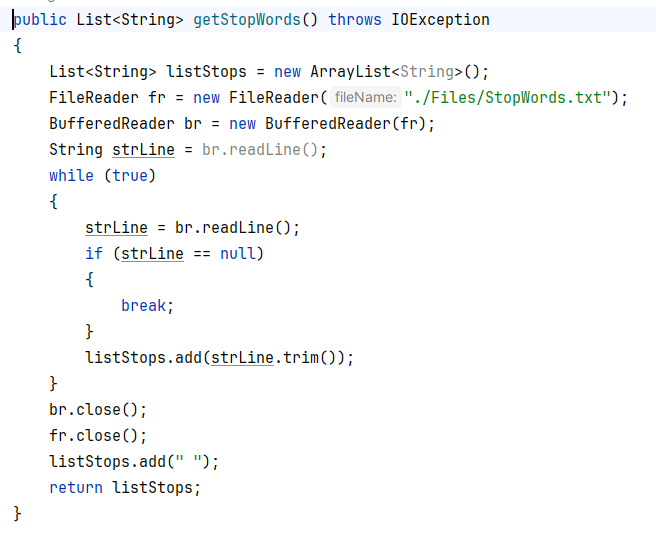 public List<String> getStopWords() throws IOException
{
    List<String> listStops = new ArrayList<String>();
    FileReader fr = new FileReader( fileName: "./Files/StopWords.txt");
    BufferedReader br = new BufferedReader(fr);
    String strLine = br.readLine();
    while (true)
    {
        strLine = br.readLine();
        if (strLine == null)
        {
            break;
        }
        listStops.add(strLine.trim());
    }
    br.close();
    fr.close();
    listStops.add(" ");
    return listStops;
}